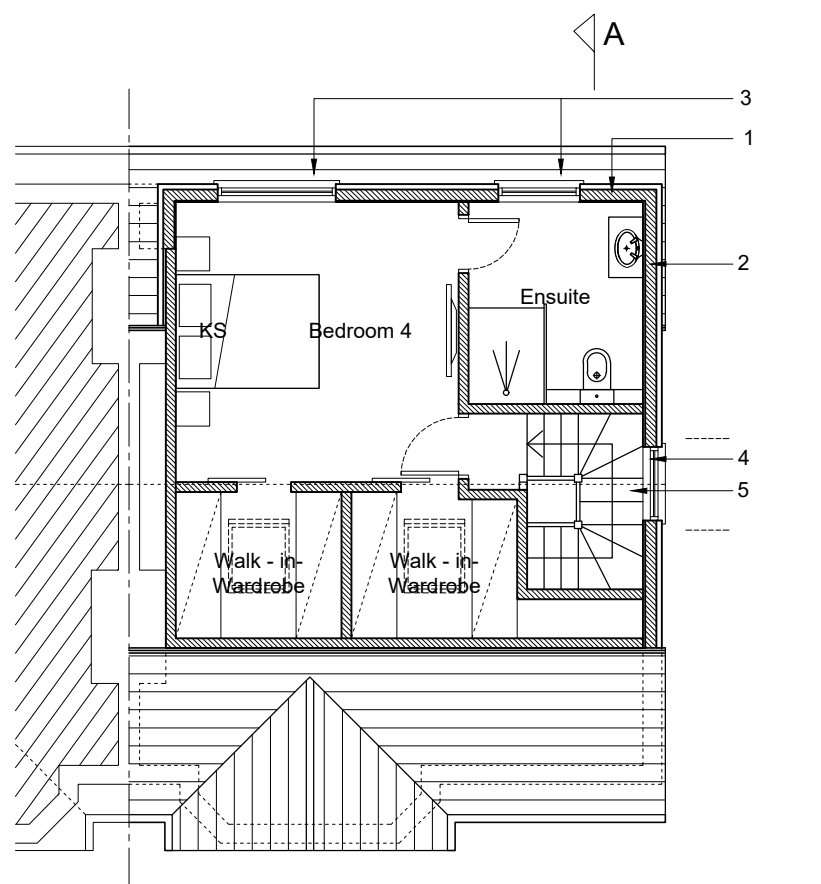 A
3
1
2
Ensuite
KS
Bedroom 4
4
5
Walk - in-
Wardrobe
Walk - in-
Wardrobe